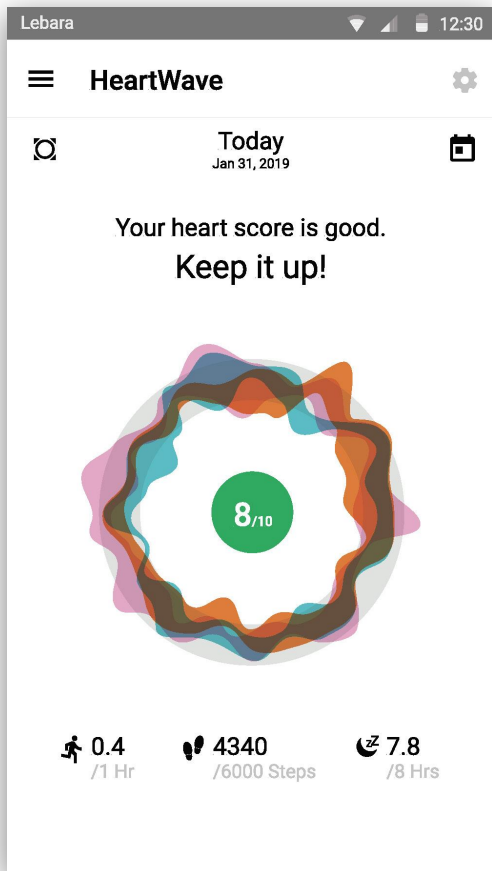 Lebara 12:30
HeartWave
Today
Jan 31, 2019
Your heart score is good.
Keep it up!
8/10
0.4 4340 zZ 7.8
/1 Hr /6000 Steps /8 Hrs